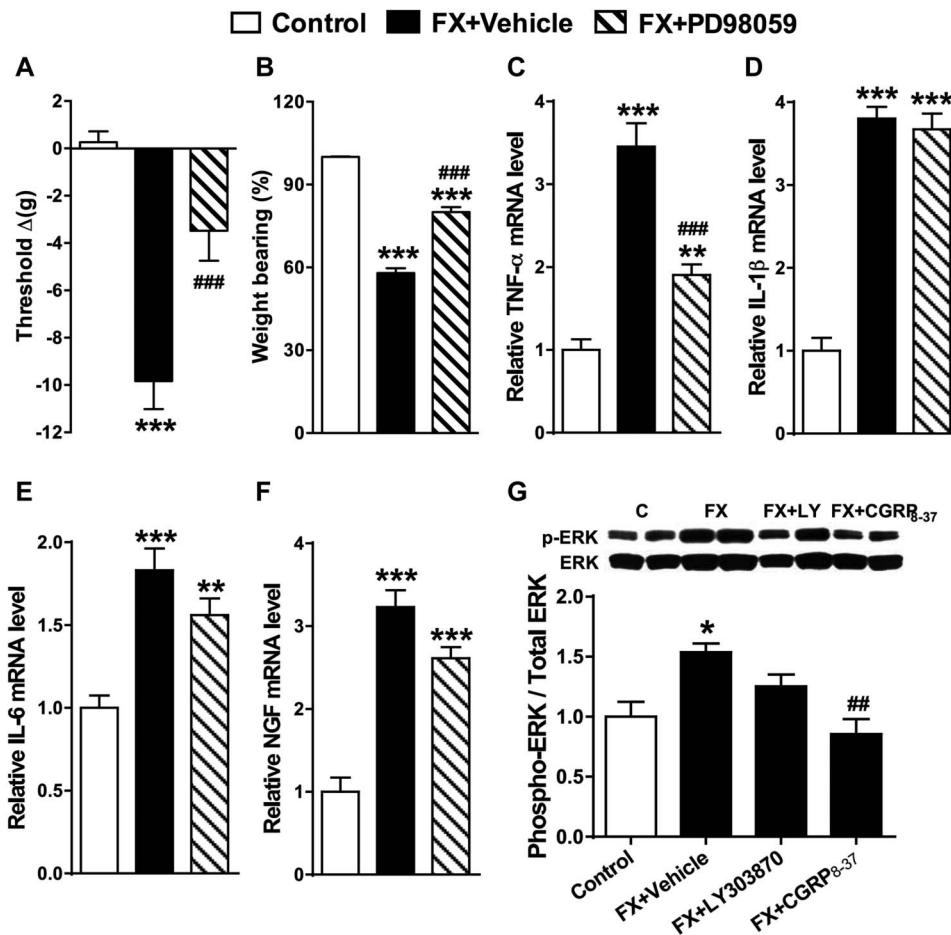 Control FX+Vehicle FX+PD98059
A
2
0
-2
-4
-6
-8
-10
-12
Threshold Δ(g)
***
###
B
120
90
60
30
0
Weight bearing (%)
***
###
***
C
4
3
2
1
0
Relative TNF-α mRNA level
***
###
**
D
4
3
2
1
0
Relative IL-1β mRNA level
***
***
E
2.0
1.5
1.0
0.5
0.0
Relative IL-6 mRNA level
***
**
F
4
3
2
1
0
Relative NGF mRNA level
***
***
G
C FX FX+LY FX+CGRP8-37
p-ERK
ERK
2.0
1.5
1.0
0.5
0.0
Phospho-ERK / Total ERK
*
##
Control
FX+Vehicle
FX+LY303870
FX+CGRP8-37